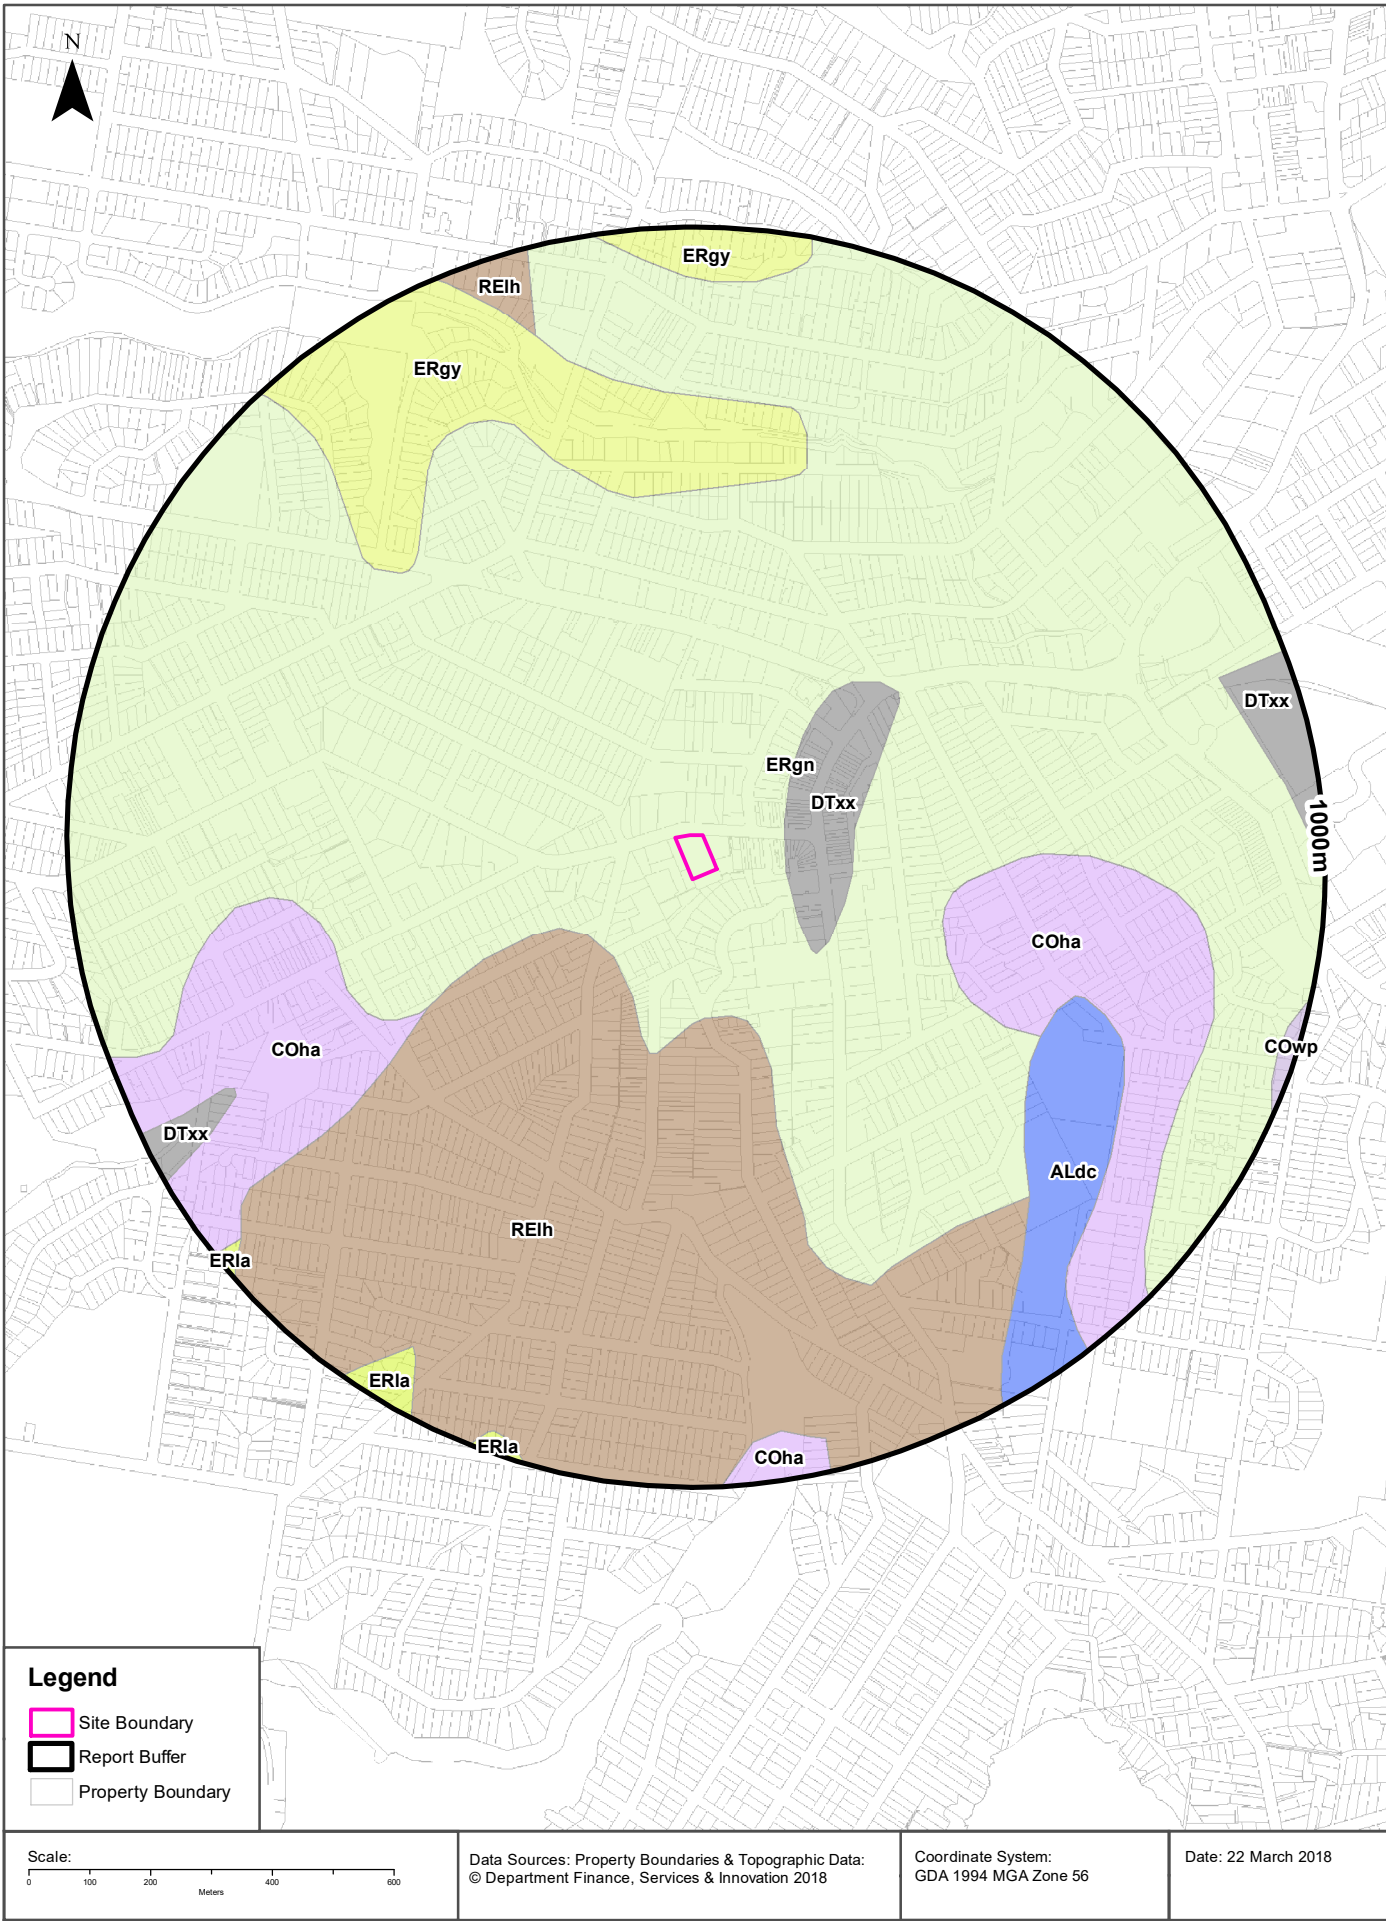 N
ERgy
RElh
ERgy
DTxx
ERgn
DTxx
1000m
COha
COha
COwp
DTxx
ALdc
RElh
ERla
ERla
ERla
COha
Legend
Site Boundary
Report Buffer
Property Boundary
Scale:
0 100 200 400 600
Meters
Data Sources: Property Boundaries & Topographic Data:
© Department Finance, Services & Innovation 2018
Coordinate System:
GDA 1994 MGA Zone 56
Date: 22 March 2018